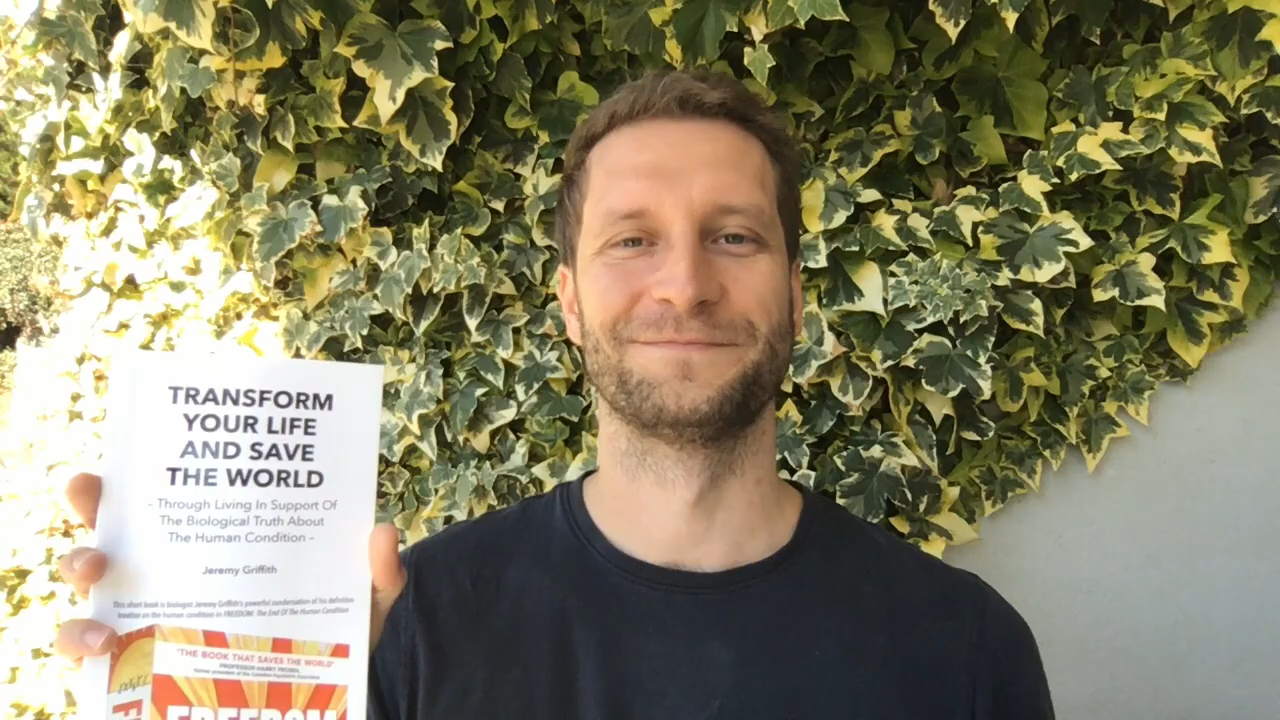 TRANSFORM
YOUR LIFE
AND SAVE
THE WORLD
– Through Living In Support Of
The Biological Truth About
The Human Condition –
Jeremy Griffith
This short book is biologist Jeremy Griffith's powerful condensation of his definitive
treatise on the human condition in FREEDOM: The End Of The Human Condition
'THE BOOK THAT SAVES THE WORLD'
PROFESSOR HARRY PROSEN,
former president of the Canadian Psychiatric Association
FREEDOM